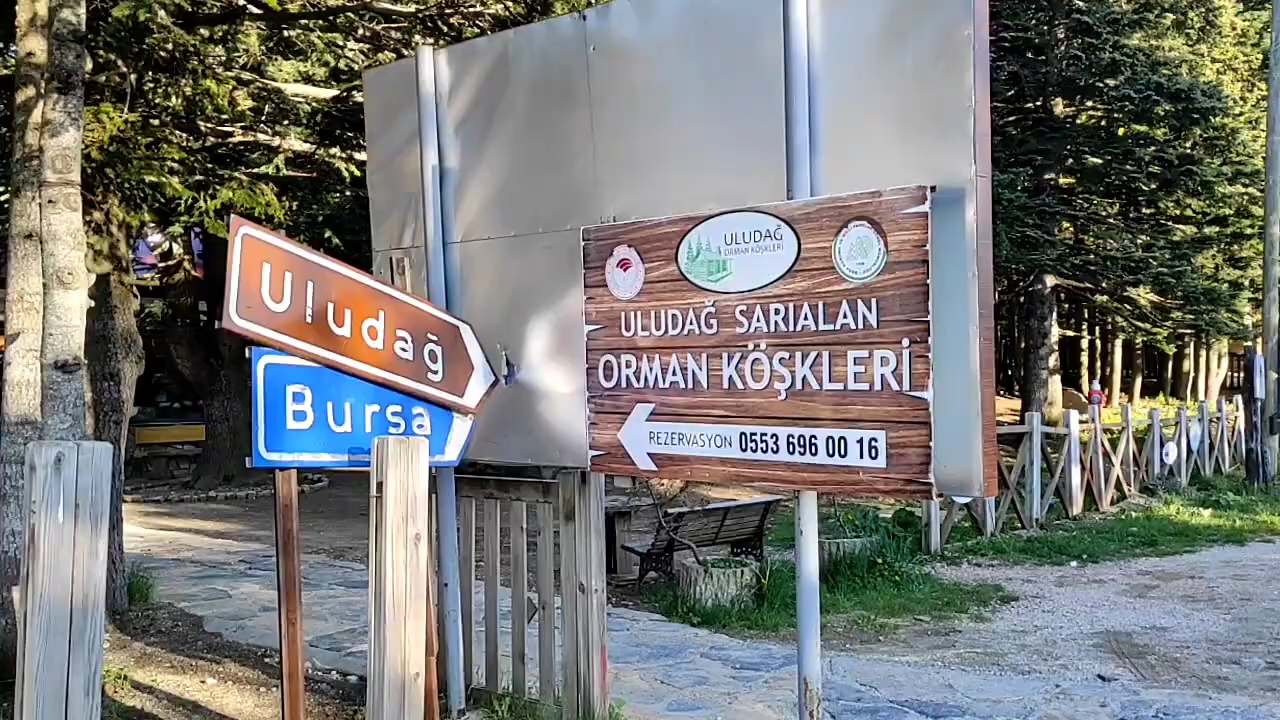 Uludağ
Bursa
ULUDAĞ
ORMAN KÖŞKLERİ
ULUDAĞ SARIALAN
ORMAN KÖŞKLERİ
REZERVASYON 0553 696 00 16